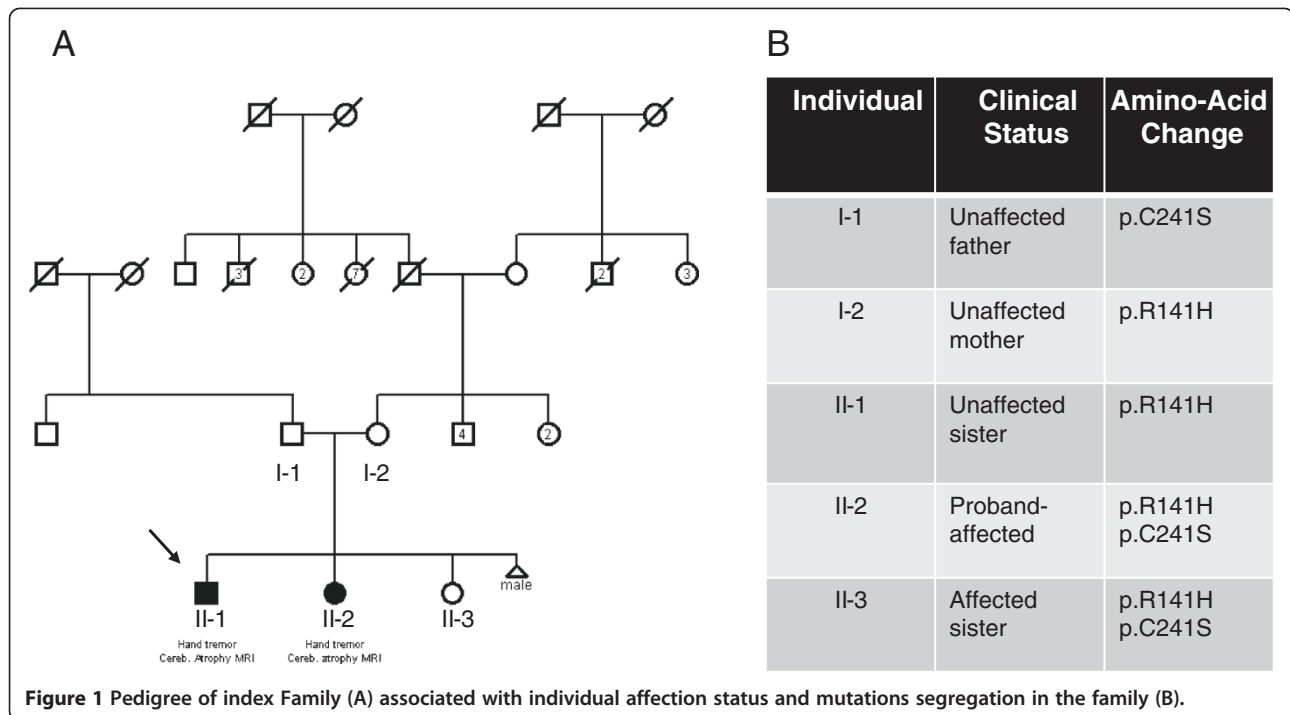 A
3
2
7
2
3
4
2
I-1 I-2
male
II-1 II-2 II-3
Hand tremor Hand tremor
Cereb. Atrophy MRI Cereb. atrophy MRI
B
Individual Clinical Status Amino-Acid Change
I-1 Unaffected father p.C241S
I-2 Unaffected mother p.R141H
II-1 Unaffected sister p.R141H
II-2 Proband-affected p.R141H p.C241S
II-3 Affected sister p.R141H p.C241S
Figure 1 Pedigree of index Family (A) associated with individual affection status and mutations segregation in the family (B).